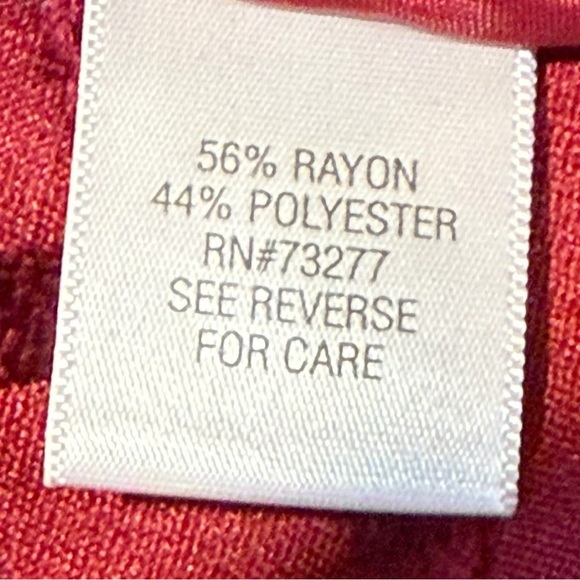 56% RAYON
44% POLYESTER
RN#73277
SEE REVERSE
FOR CARE